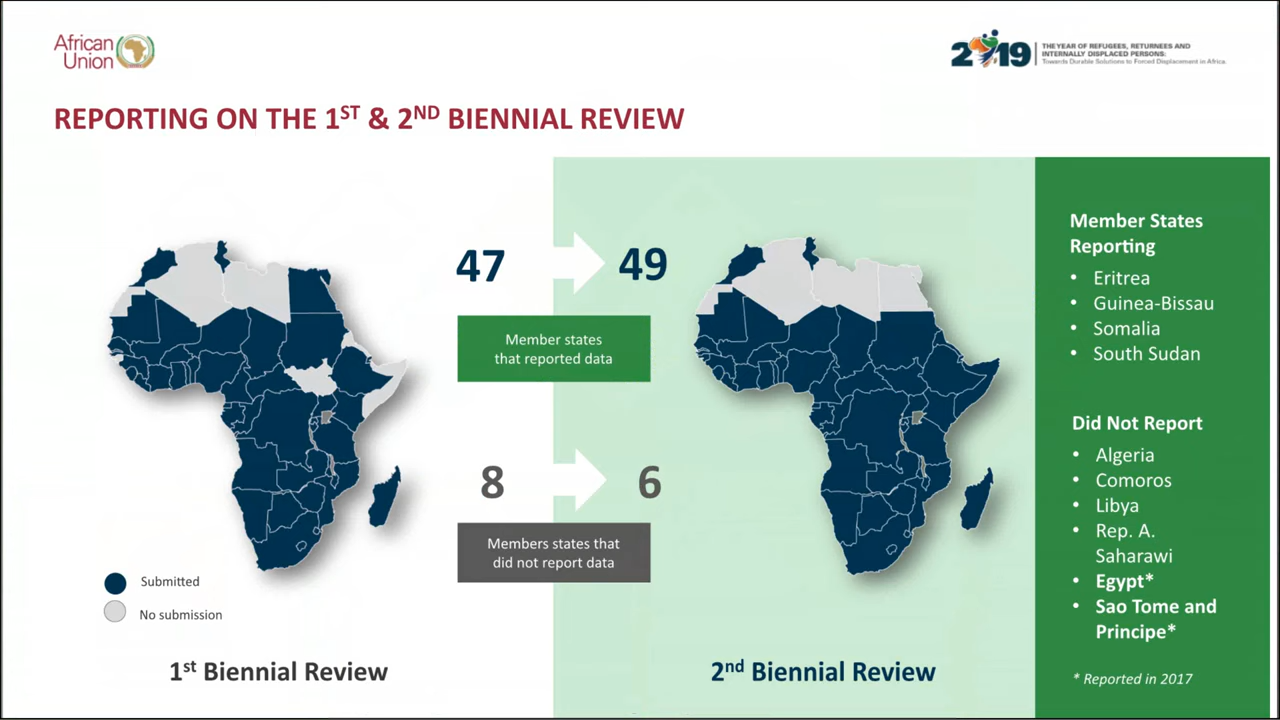 African
Union
2019
THE YEAR OF REFUGEES, RETURNEES AND
INTERNALLY DISPLACED PERSONS:
Towards Durable Solutions to Forced Displacement in Africa.
REPORTING ON THE 1ST & 2ND BIENNIAL REVIEW
47
49
Member states
that reported data
8
6
Members states that
did not report data
Submitted
No submission
1st Biennial Review
2nd Biennial Review
Member States
Reporting
• Eritrea
• Guinea-Bissau
• Somalia
• South Sudan
Did Not Report
• Algeria
• Comoros
• Libya
• Rep. A.
Saharawi
• Egypt*
• Sao Tome and
Principe*
* Reported in 2017